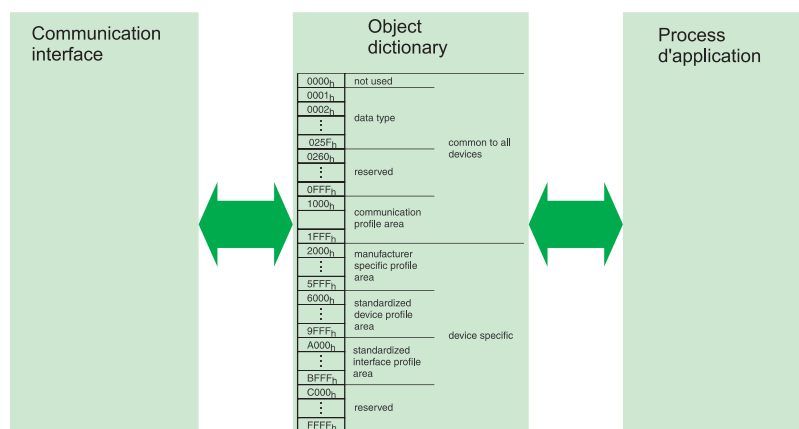 Communication
interface
Object
dictionary
Process
d'application
0000h not used
0001h
0002h
⋮
025Fh
data type
0260h
⋮
0FFFh
reserved
1000h
1FFFh
communication
profile area
common to all
devices
2000h
⋮
5FFFh
manufacturer
specific profile
area
6000h
⋮
9FFFh
standardized
device profile
area
A000h
⋮
BFFFh
standardized
interface profile
area
C000h
⋮
FFFFh
reserved
device specific